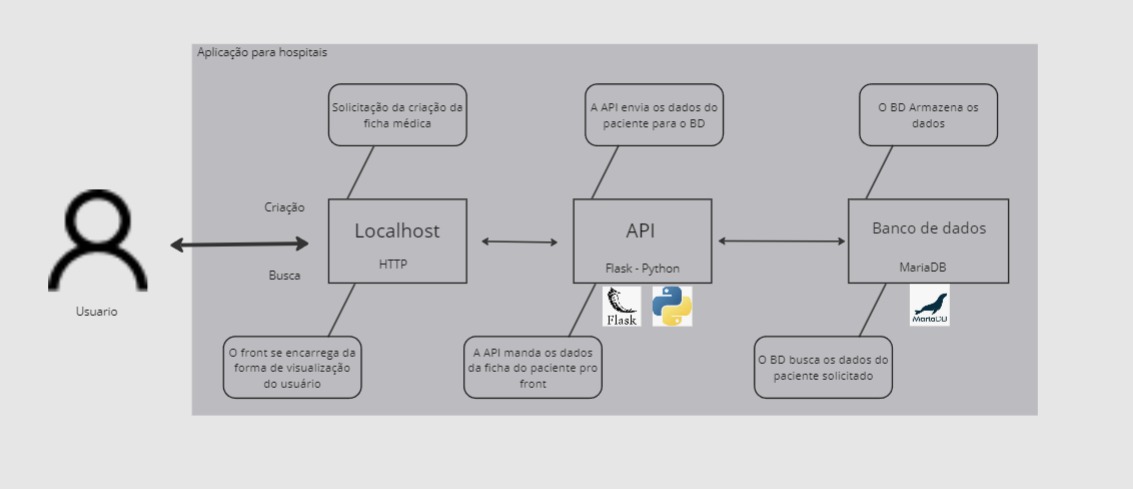 Aplicação para hospitais
Solicitação da criação da
ficha médica
A API envia os dados do
paciente para o BD
O BD Armazena os
dados
Criação
Busca
Usuario
Localhost
HTTP
API
Flask - Python
Flask
Banco de dados
MariaDB
MariaDB
O front se encarrega da
forma de visualização
do usuário
A API manda os dados
da ficha do paciente pro
front
O BD busca os dados do
paciente solicitado